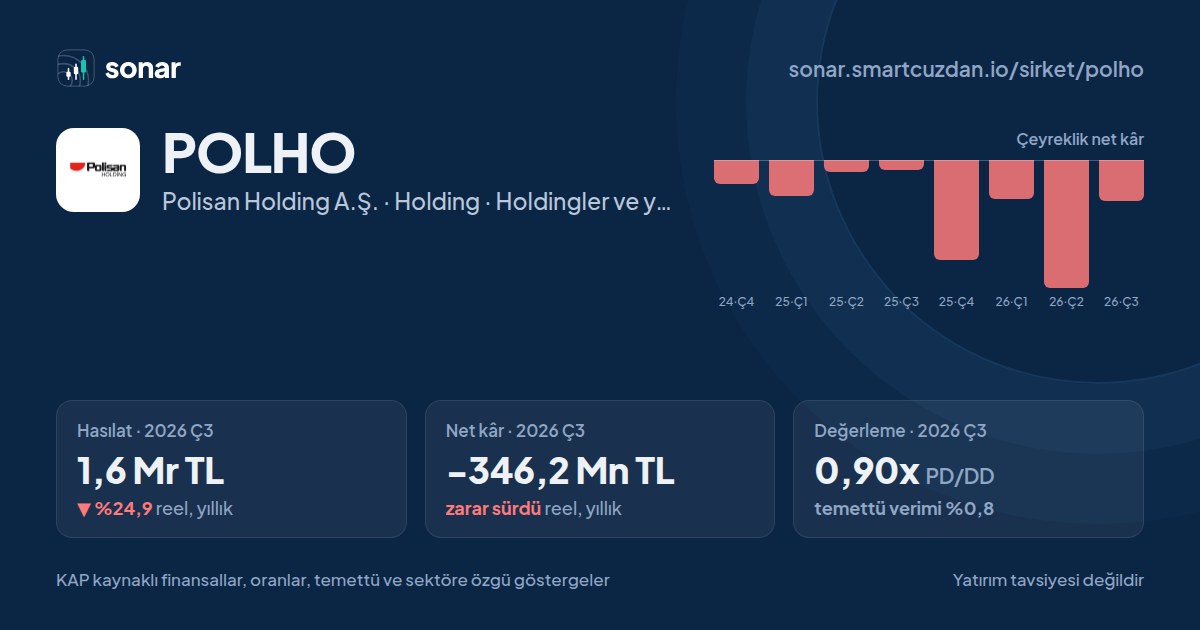 sonar
sonar.smartcuzdan.io/sirket/polho
Polisan
HOLDING
POLHO
Polisan Holding A.Ş. · Holding · Holdingler ve y...
Çeyreklik net kâr
24·Ç4 25·Ç1 25·Ç2 25·Ç3 25·Ç4 26·Ç1 26·Ç2 26·Ç3
Hasılat · 2026 Ç3
1,6 Mr TL
▼ %24,9 reel, yıllık
Net kâr · 2026 Ç3
−346,2 Mn TL
zarar sürdü reel, yıllık
Değerleme · 2026 Ç3
0,90x PD/DD
temettü verimi %0,8
KAP kaynaklı finansallar, oranlar, temettü ve sektöre özgü göstergeler
Yatırım tavsiyesi değildir